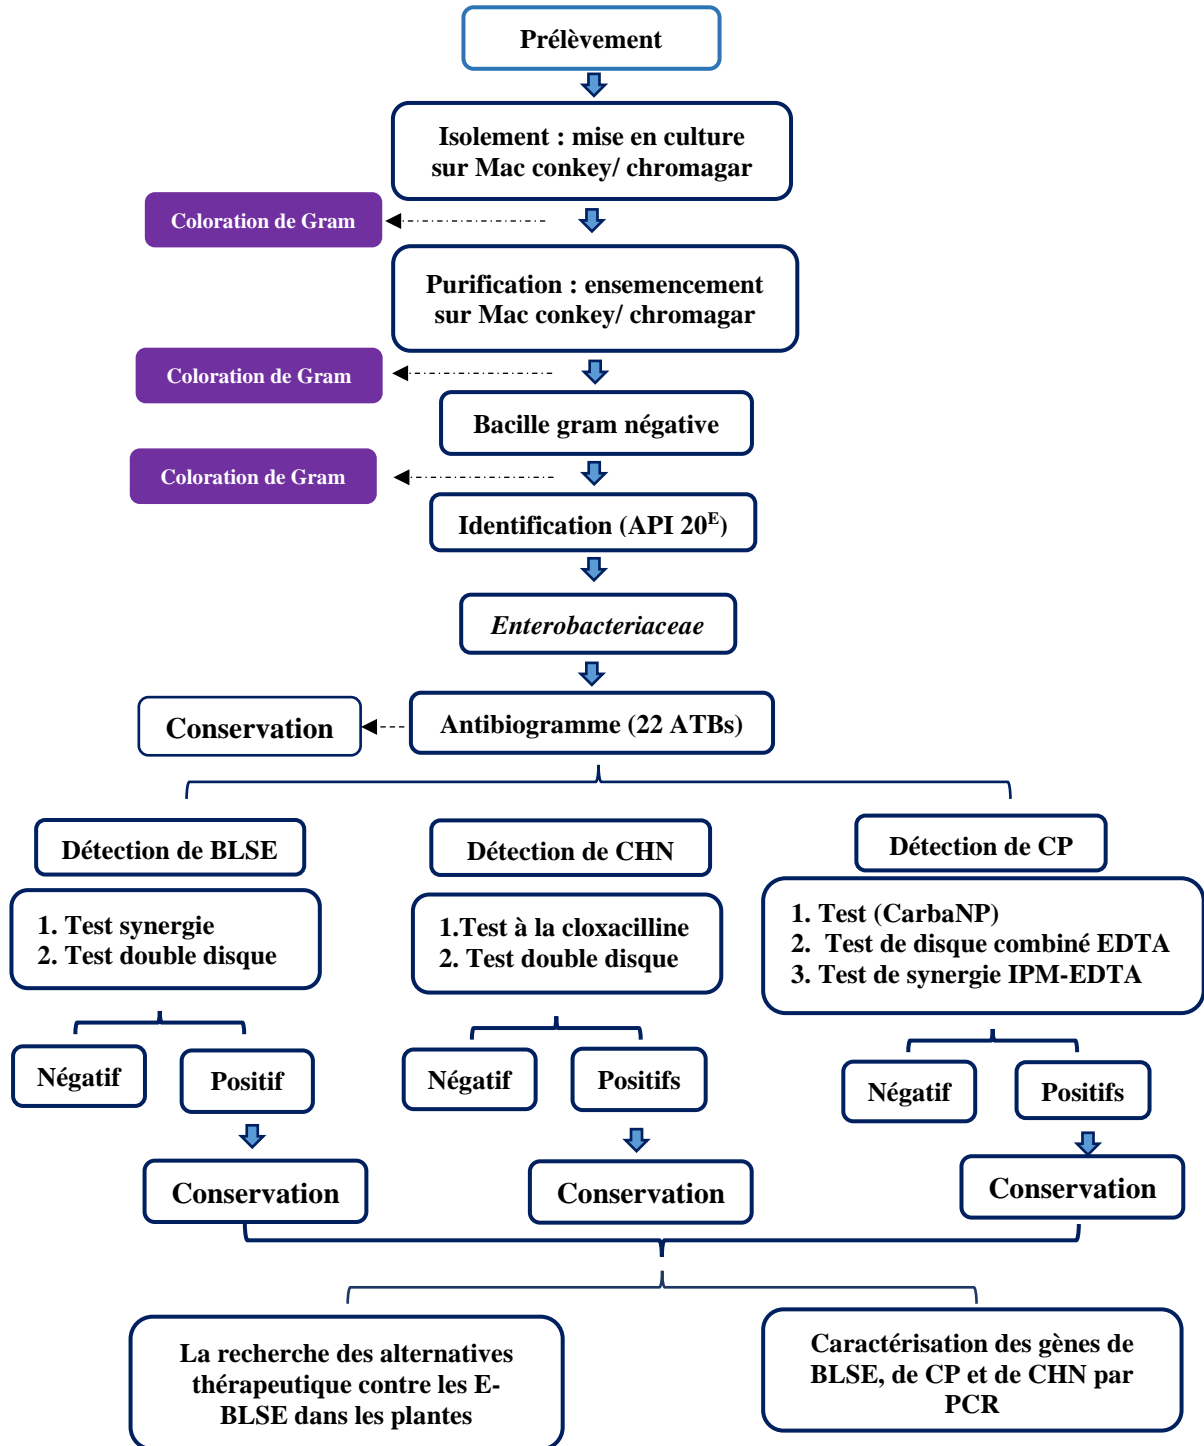 Prélèvement
Isolement : mise en culture
sur Mac conkey/ chromagar
Coloration de Gram
Purification : ensemencement
sur Mac conkey/ chromagar
Coloration de Gram
Bacille gram négative
Coloration de Gram
Identification (API 20E)
Enterobacteriaceae
Conservation
Antibiogramme (22 ATBs)
Détection de BLSE
1. Test synergie
2. Test double disque
Négatif
Positif
Conservation
Détection de CHN
1.Test à la cloxacilline
2. Test double disque
Négatif
Positifs
Conservation
Détection de CP
1. Test (CarbaNP)
2. Test de disque combiné EDTA
3. Test de synergie IPM-EDTA
Négatif
Positifs
Conservation
La recherche des alternatives
thérapeutique contre les E-
BLSE dans les plantes
Caractérisation des gènes de
BLSE, de CP et de CHN par
PCR